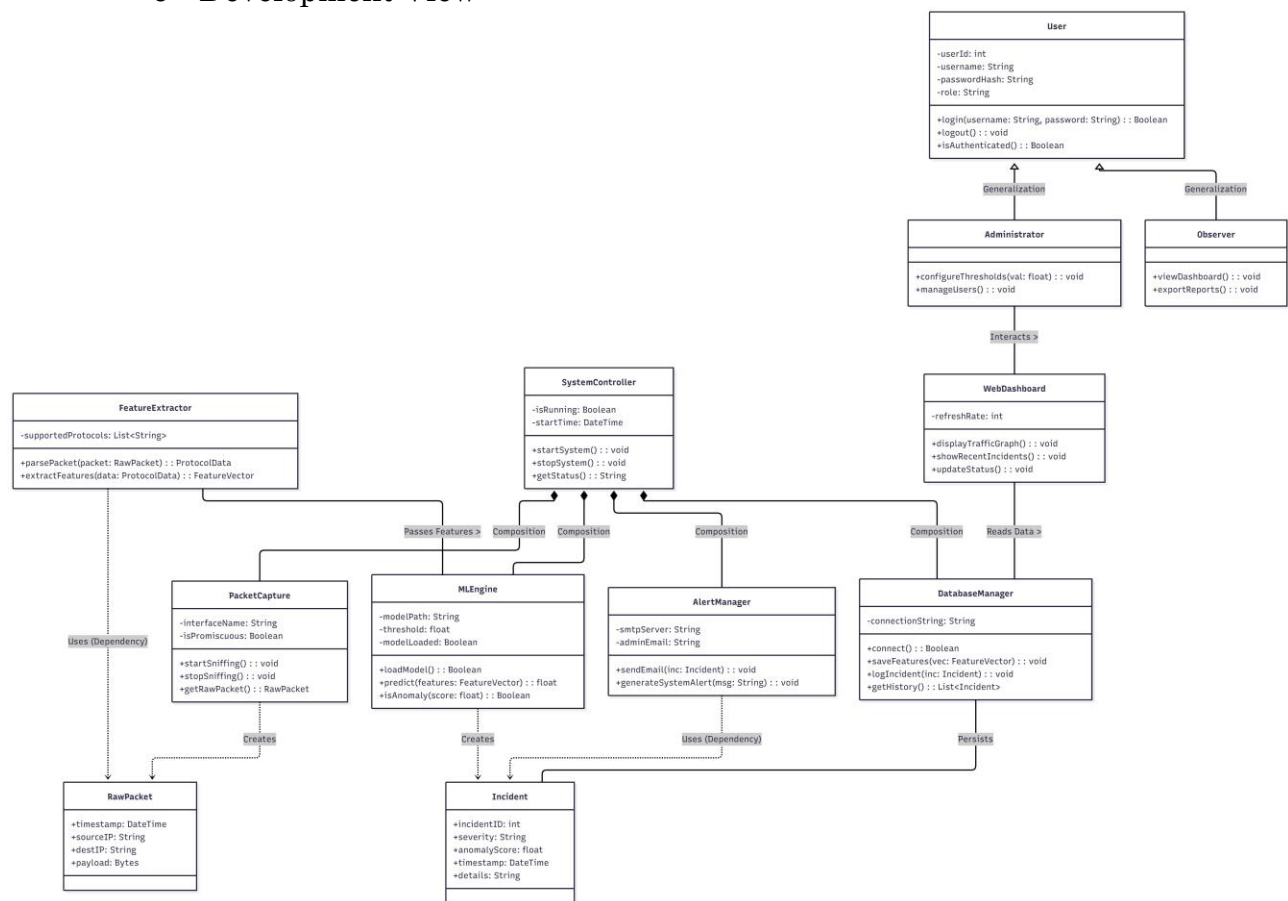 User
-userId: int
-username: String
-passwordHash: String
-role: String
+login(username: String, password: String) : : Boolean
+logout() : : void
+isAuthenticated() : : Boolean
Generalization
Generalization
Administrator
+configureThresholds(val: float) : : void
+manageUsers() : : void
Observer
+viewDashboard() : : void
+exportReports() : : void
Interacts >
FeatureExtractor
-supportedProtocols: List<String>
+parsePacket(packet: RawPacket) : : ProtocolData
+extractFeatures(data: ProtocolData) : : FeatureVector
SystemController
-isRunning: Boolean
-startTime: DateTime
+startSystem() : : void
+stopSystem() : : void
+getStatus() : : String
WebDashboard
-refreshRate: int
+displayTrafficGraph() : : void
+showRecentIncidents() : : void
+updateStatus() : : void
Passes Features >
Composition
Composition
Composition
Composition
Reads Data >
Uses (Dependency)
PacketCapture
-interfaceName: String
-isPromiscuous: Boolean
+startSniffing() : : void
+stopSniffing() : : void
+getRawPacket() : : RawPacket
MLEngine
-modelPath: String
-threshold: float
-modelLoaded: Boolean
+loadModel() : : Boolean
+predict(features: FeatureVector) : : float
+isAnomaly(score: float) : : Boolean
AlertManager
-smtpServer: String
-adminEmail: String
+sendEmail(inc: Incident) : : void
+generateSystemAlert(msg: String) : : void
DatabaseManager
-connectionString: String
+connect() : : Boolean
+saveFeatures(vec: FeatureVector) : : void
+logIncident(inc: Incident) : : void
+getHistory() : : List<Incident>
Creates
Creates
Uses (Dependency)
Persists
RawPacket
+timestamp: DateTime
+sourceIP: String
+destIP: String
+payload: Bytes
Incident
+incidentID: int
+severity: String
+anomalyScore: float
+timestamp: DateTime
+details: String